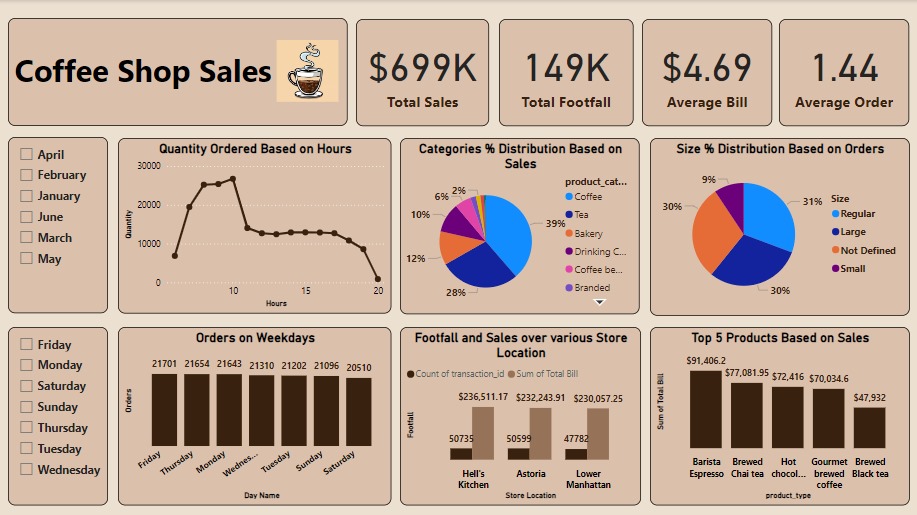 Coffee Shop Sales
$699K
Total Sales
149K
Total Footfall
$4.69
Average Bill
1.44
Average Order
April
February
January
June
March
May
Quantity Ordered Based on Hours
30000
20000
10000
0
Quantity
10
15
20
Hours
Categories % Distribution Based on
Sales
39%
28%
12%
10%
6%
2%
product_cat...
Coffee
Tea
Bakery
Drinking C...
Coffee be...
Branded
Size % Distribution Based on Orders
31%
30%
30%
9%
Size
Regular
Large
Not Defined
Small
Friday
Monday
Saturday
Sunday
Thursday
Tuesday
Wednesday
Orders on Weekdays
21701 21654 21643 21310 21202 21096 20510
Orders
Friday
Thursday
Monday
Wednes...
Tuesday
Sunday
Saturday
Day Name
Footfall and Sales over various Store
Location
Count of transaction_id Sum of Total Bill
$236,511.17 $232,243.91 $230,057.25
50735 50599 47782
Footfall
Hell's
Kitchen
Astoria
Lower
Manhattan
Store Location
Top 5 Products Based on Sales
$91,406.2
$77,081.95
$72,416
$70,034.6
$47,932
Sum of Total Bill
Barista
Espresso
Brewed
Chai tea
Hot
chocol...
Gourmet
brewed
coffee
Brewed
Black tea
product_type